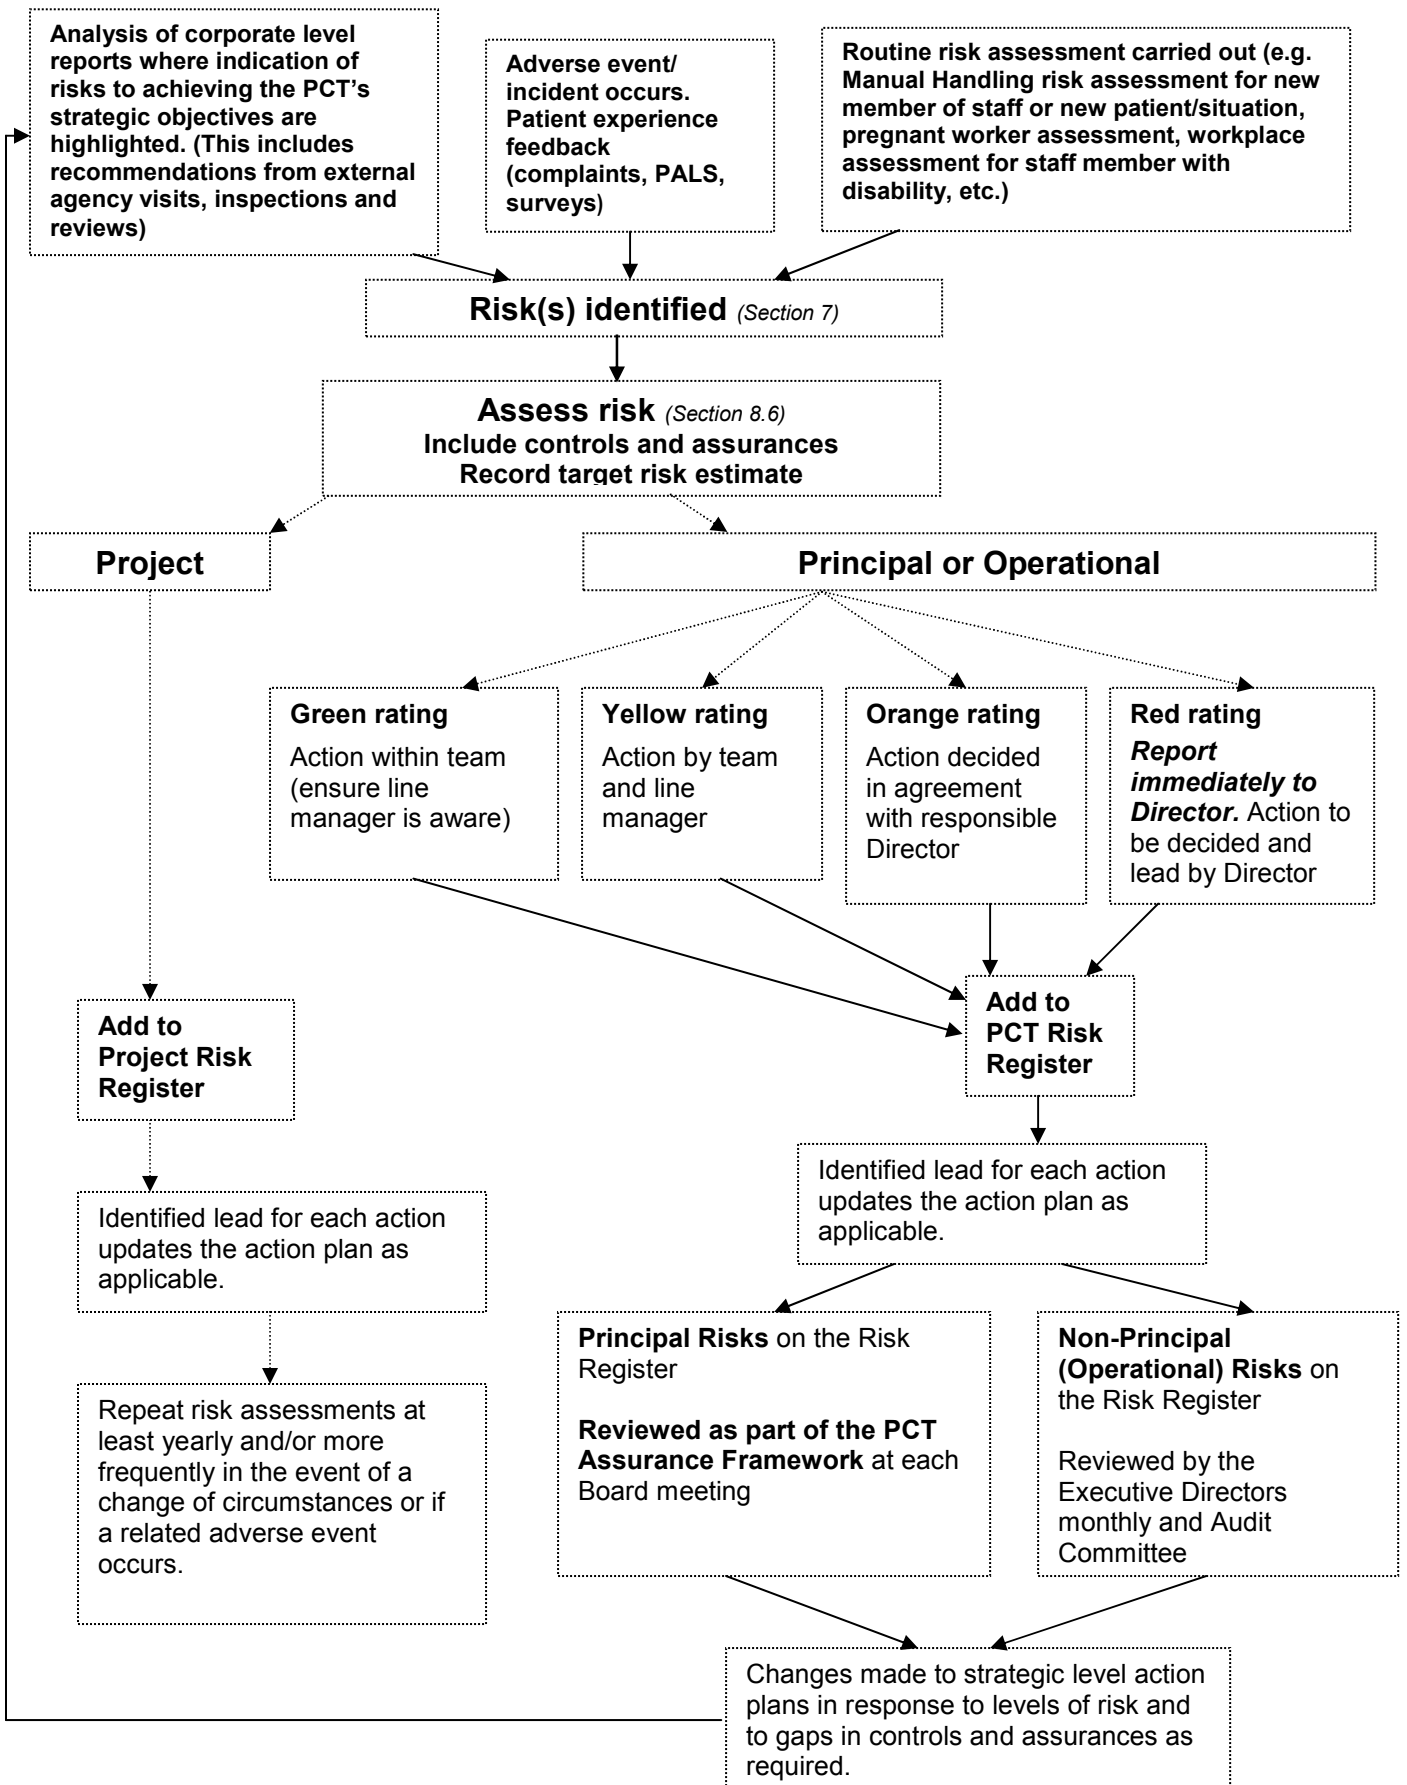 Analysis of corporate level
reports where indication of
risks to achieving the PCT's
strategic objectives are
highlighted. (This includes
recommendations from external
agency visits, inspections and
reviews)
Adverse event/
incident occurs.
Patient experience
feedback
(complaints, PALS,
surveys)
Routine risk assessment carried out (e.g.
Manual Handling risk assessment for new
member of staff or new patient/situation,
pregnant worker assessment, workplace
assessment for staff member with
disability, etc.)
Risk(s) identified (Section 7)
Assess risk (Section 8.6)
Include controls and assurances
Record target risk estimate
Project
Principal or Operational
Green rating
Action within team
(ensure line
manager is aware)
Yellow rating
Action by team
and line
manager
Orange rating
Action decided
in agreement
with responsible
Director
Red rating
Report
immediately to
Director. Action to
be decided and
lead by Director
Add to
Project Risk
Register
Add to
PCT Risk
Register
Identified lead for each action
updates the action plan as
applicable.
Identified lead for each action
updates the action plan as
applicable.
Repeat risk assessments at
least yearly and/or more
frequently in the event of a
change of circumstances or if
a related adverse event
occurs.
Principal Risks on the Risk
Register
Reviewed as part of the PCT
Assurance Framework at each
Board meeting
Non-Principal
(Operational) Risks on
the Risk Register
Reviewed by the
Executive Directors
monthly and Audit
Committee
Changes made to strategic level action
plans in response to levels of risk and
to gaps in controls and assurances as
required.